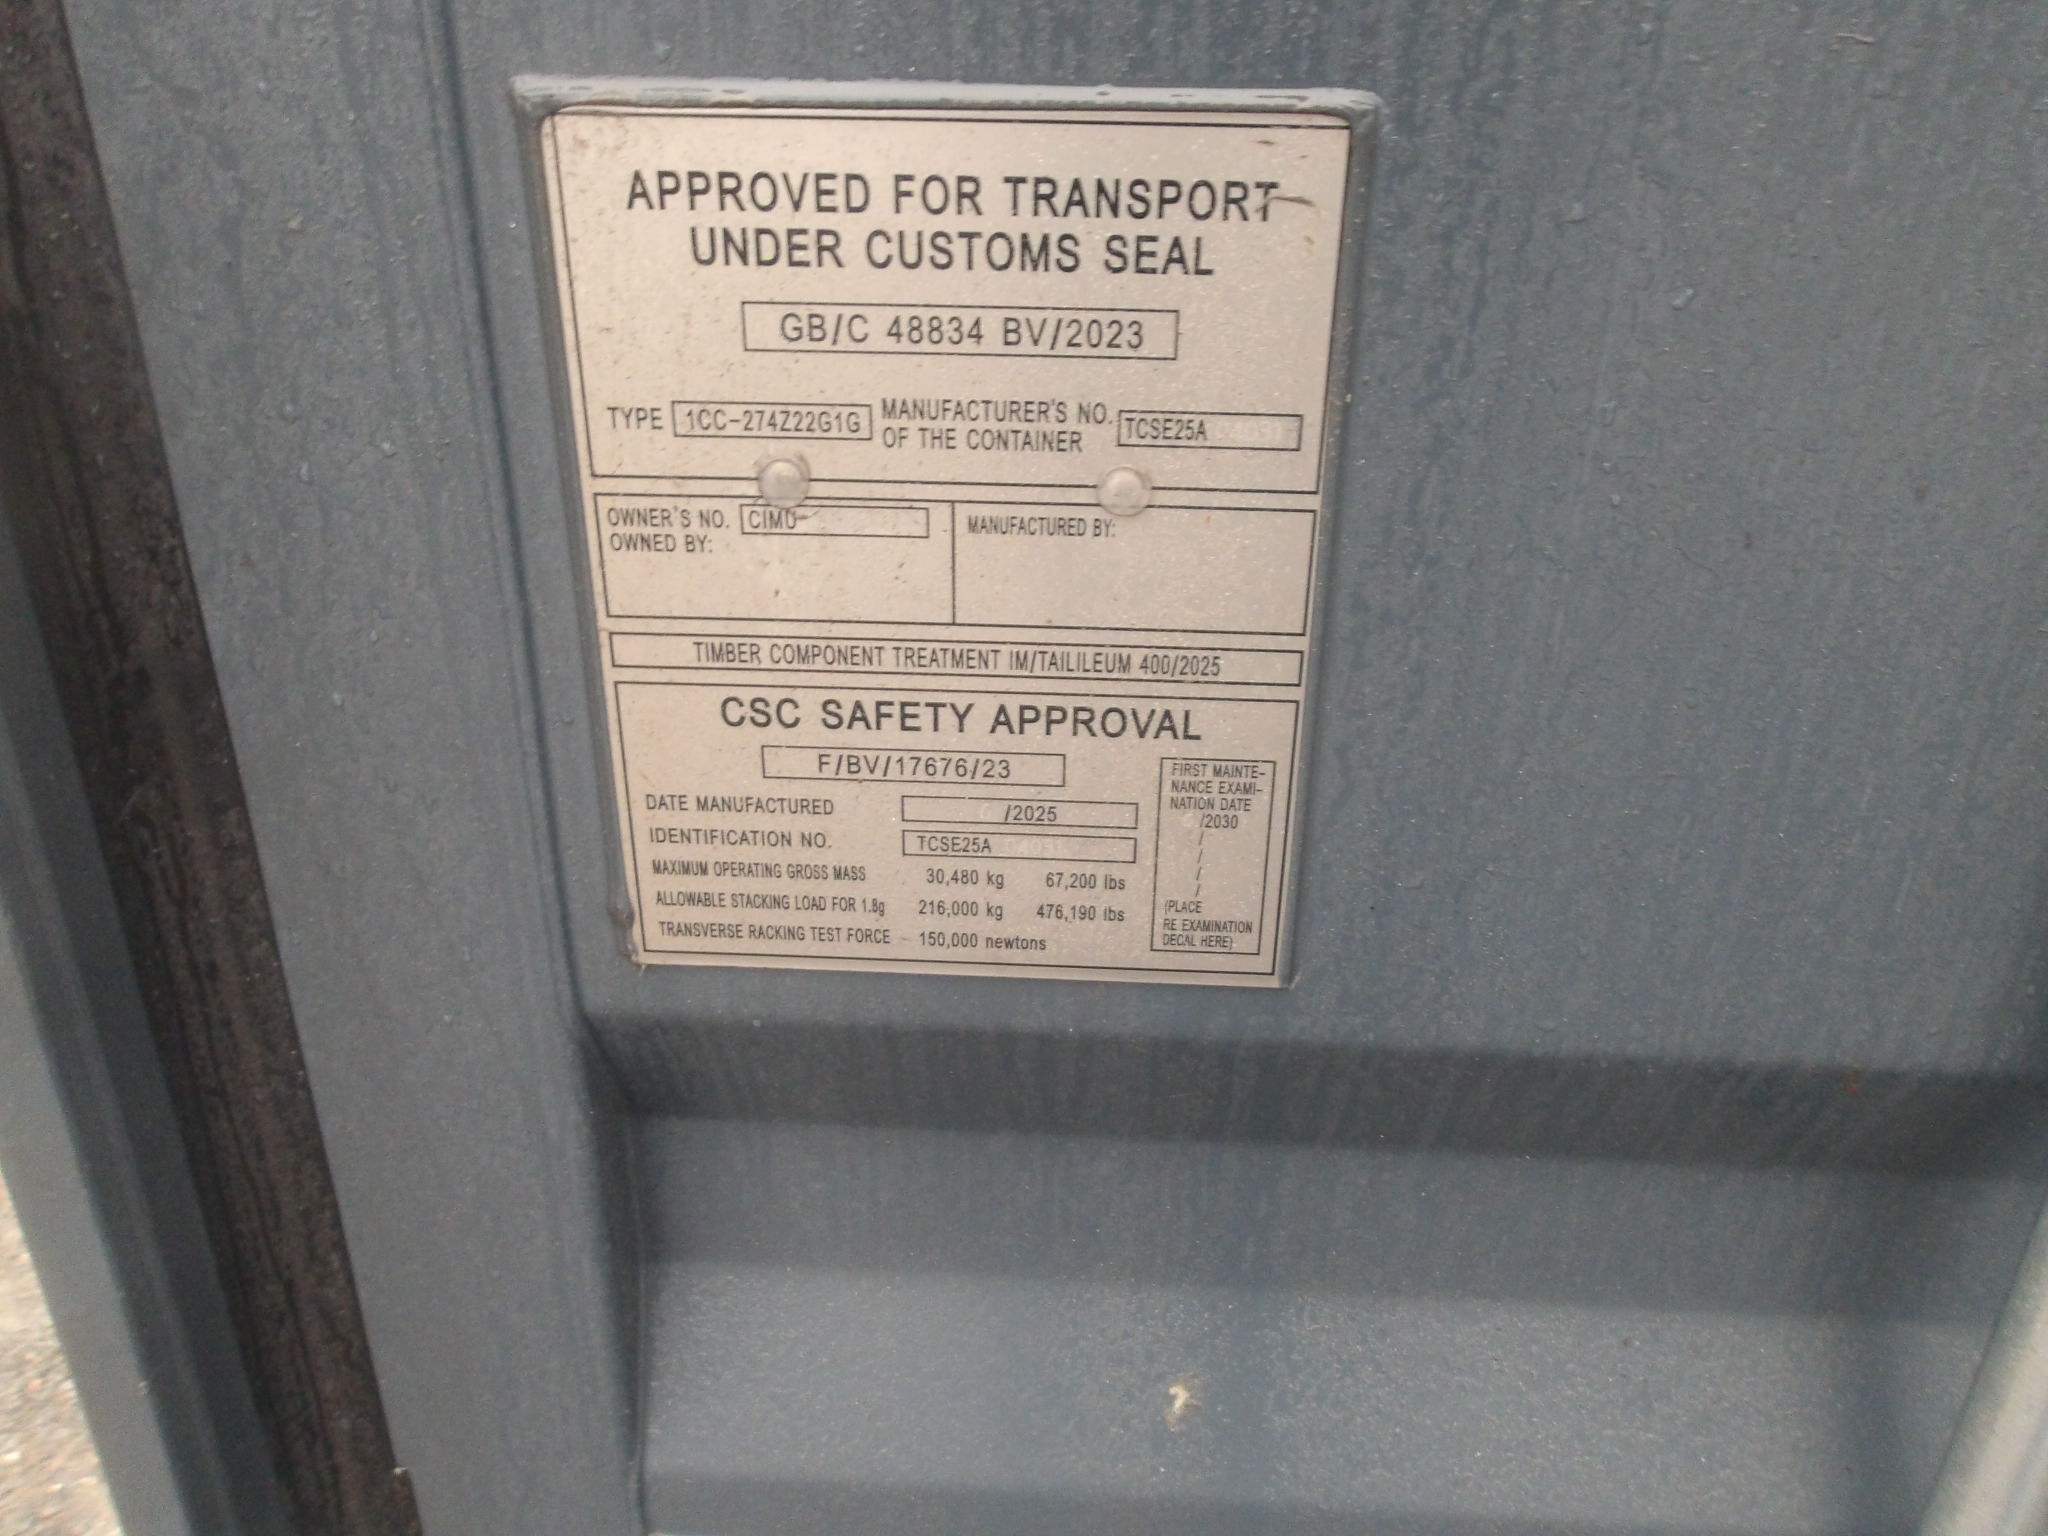 APPROVED FOR TRANSPORT
UNDER CUSTOMS SEAL
GB/C 48834 BV/2023
TYPE 1CC-274Z22G1G MANUFACTURER'S NO. OF THE CONTAINER TCSE25A
OWNER'S NO. CIMU
OWNED BY:
MANUFACTURED BY:
TIMBER COMPONENT TREATMENT IM/TAILILEUM 400/2025
CSC SAFETY APPROVAL
F/BV/17676/23
DATE MANUFACTURED /2025
IDENTIFICATION NO. TCSE25A
MAXIMUM OPERATING GROSS MASS 30,480 kg 67,200 lbs
ALLOWABLE STACKING LOAD FOR 1.8g 216,000 kg 476,190 lbs
TRANSVERSE RACKING TEST FORCE 150,000 newtons
FIRST MAINTE-
NANCE EXAMI-
NATION DATE
/2030
/
/
/
/
(PLACE
RE EXAMINATION
DECAL HERE)